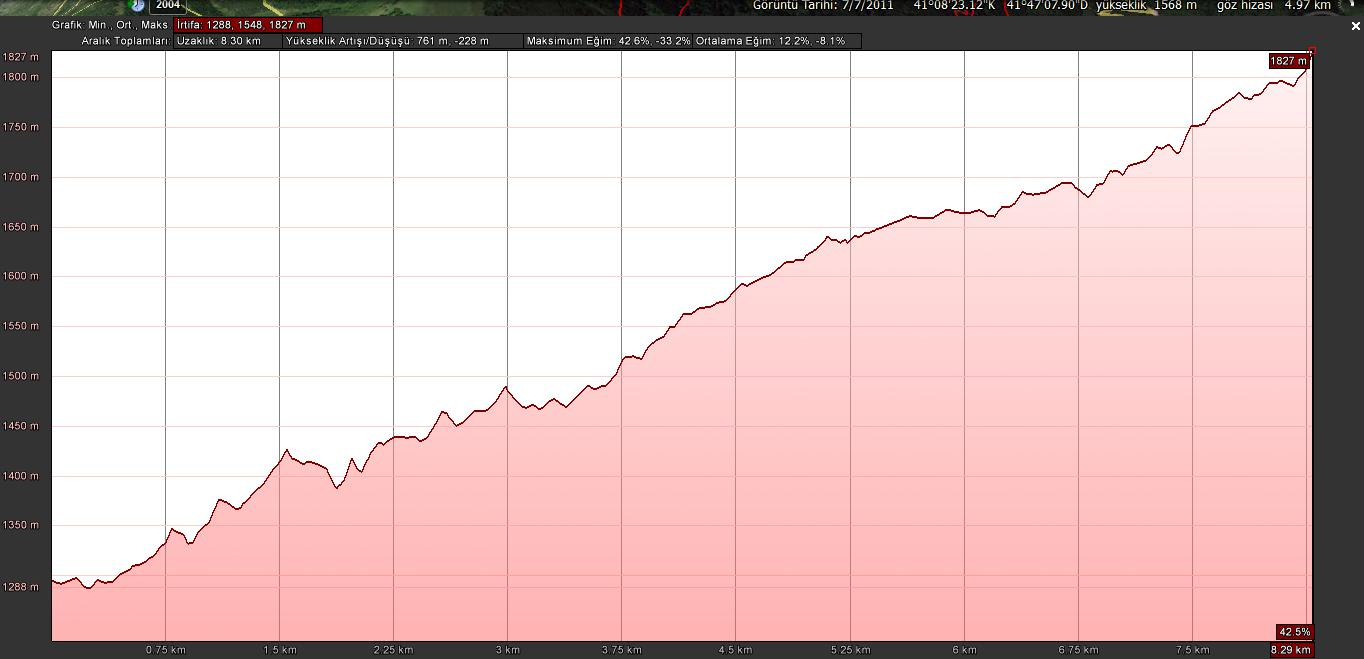 2004 Görüntü Tarihi: 7/7/2011 41°08'23.12"K 41°47'07.90"D yükseklik 1568 m göz hizası 4.97 km
Grafik: Min., Ort., Maks İrtifa: 1288, 1548, 1827 m
Aralık Toplamları: Uzaklık: 8.30 km Yükseklik Artışı/Düşüşü: 761 m, -228 m Maksimum Eğim: 42.6%, -33.2% Ortalama Eğim: 12.2%, -8.1%
1827 m
1827 m
1800 m
1750 m
1700 m
1650 m
1600 m
1550 m
1500 m
1450 m
1400 m
1350 m
1288 m
42.5%
0.75 km 1.5 km 2.25 km 3 km 3.75 km 4.5 km 5.25 km 6 km 6.75 km 7.5 km 8.29 km